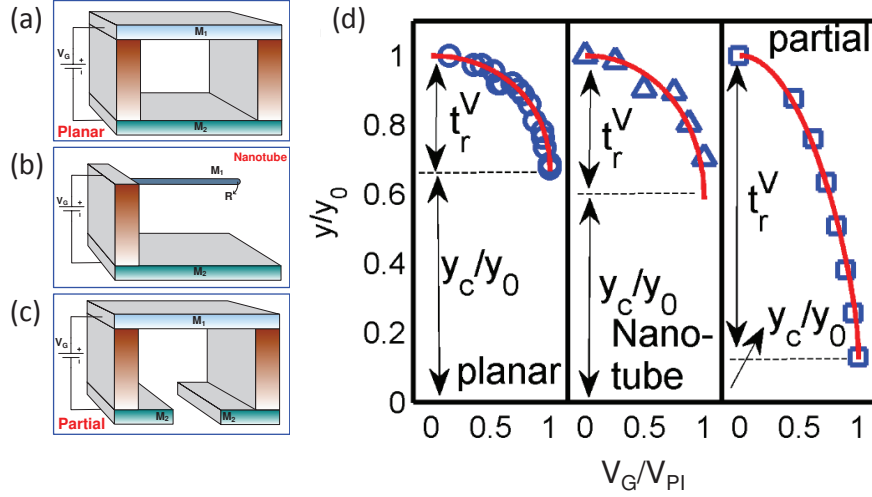 (a)
M₁
V_G
+
-
Planar
M₂
(b)
Nanotube
M₁
R
V_G
+
-
M₂
(c)
M₁
V_G
+
-
M₂
M₂
Partial
(d)
y/y₀
1
0.8
0.6
0.4
0.2
0
t_r^V
y_c/y₀
planar
t_r^V
y_c/y₀
Nano-
tube
partial
t_r^V
y_c/y₀
0 0.5 1 0 0.5 1 0 0.5 1
V_G/V_PI